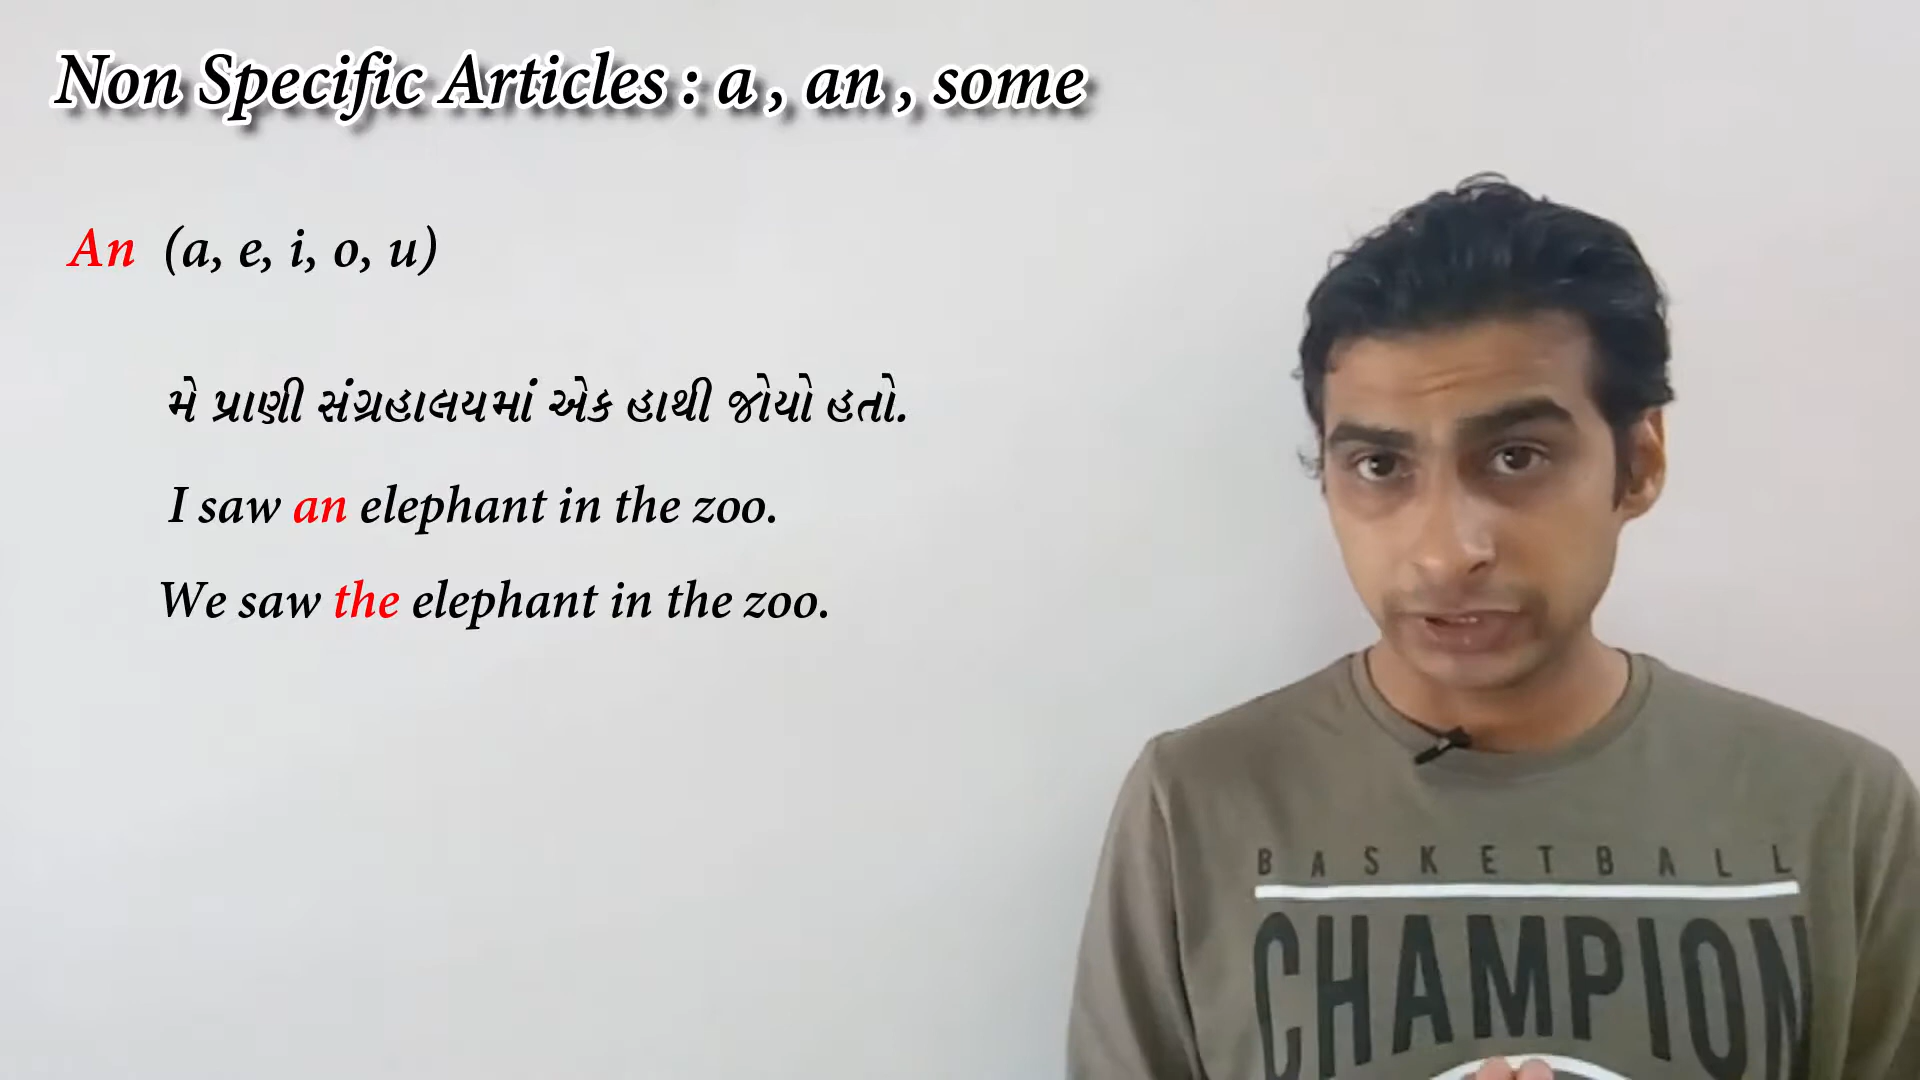 Non Specific Articles : a , an , some
An (a, e, i, o, u)
મે પ્રાણી સંગ્રહાલયમાં એક હાથી જોયો હતો.
I saw an elephant in the zoo.
We saw the elephant in the zoo.
BASKETBALL
CHAMPION